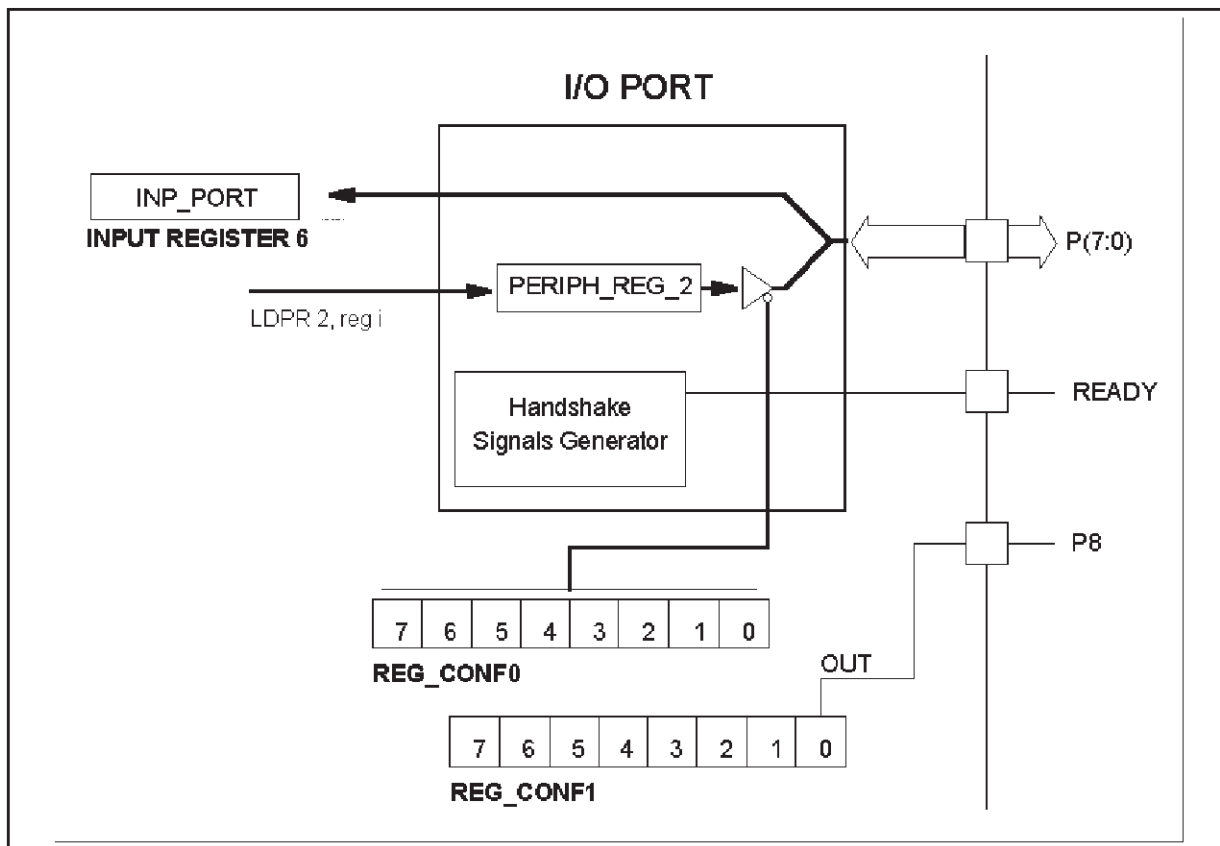 I/O PORT
INP_PORT
INPUT REGISTER 6
P(7:0)
PERIPH_REG_2
LDPR 2, reg i
READY
Handshake
Signals Generator
P8
7 6 5 4 3 2 1 0
REG_CONF0
OUT
7 6 5 4 3 2 1 0
REG_CONF1